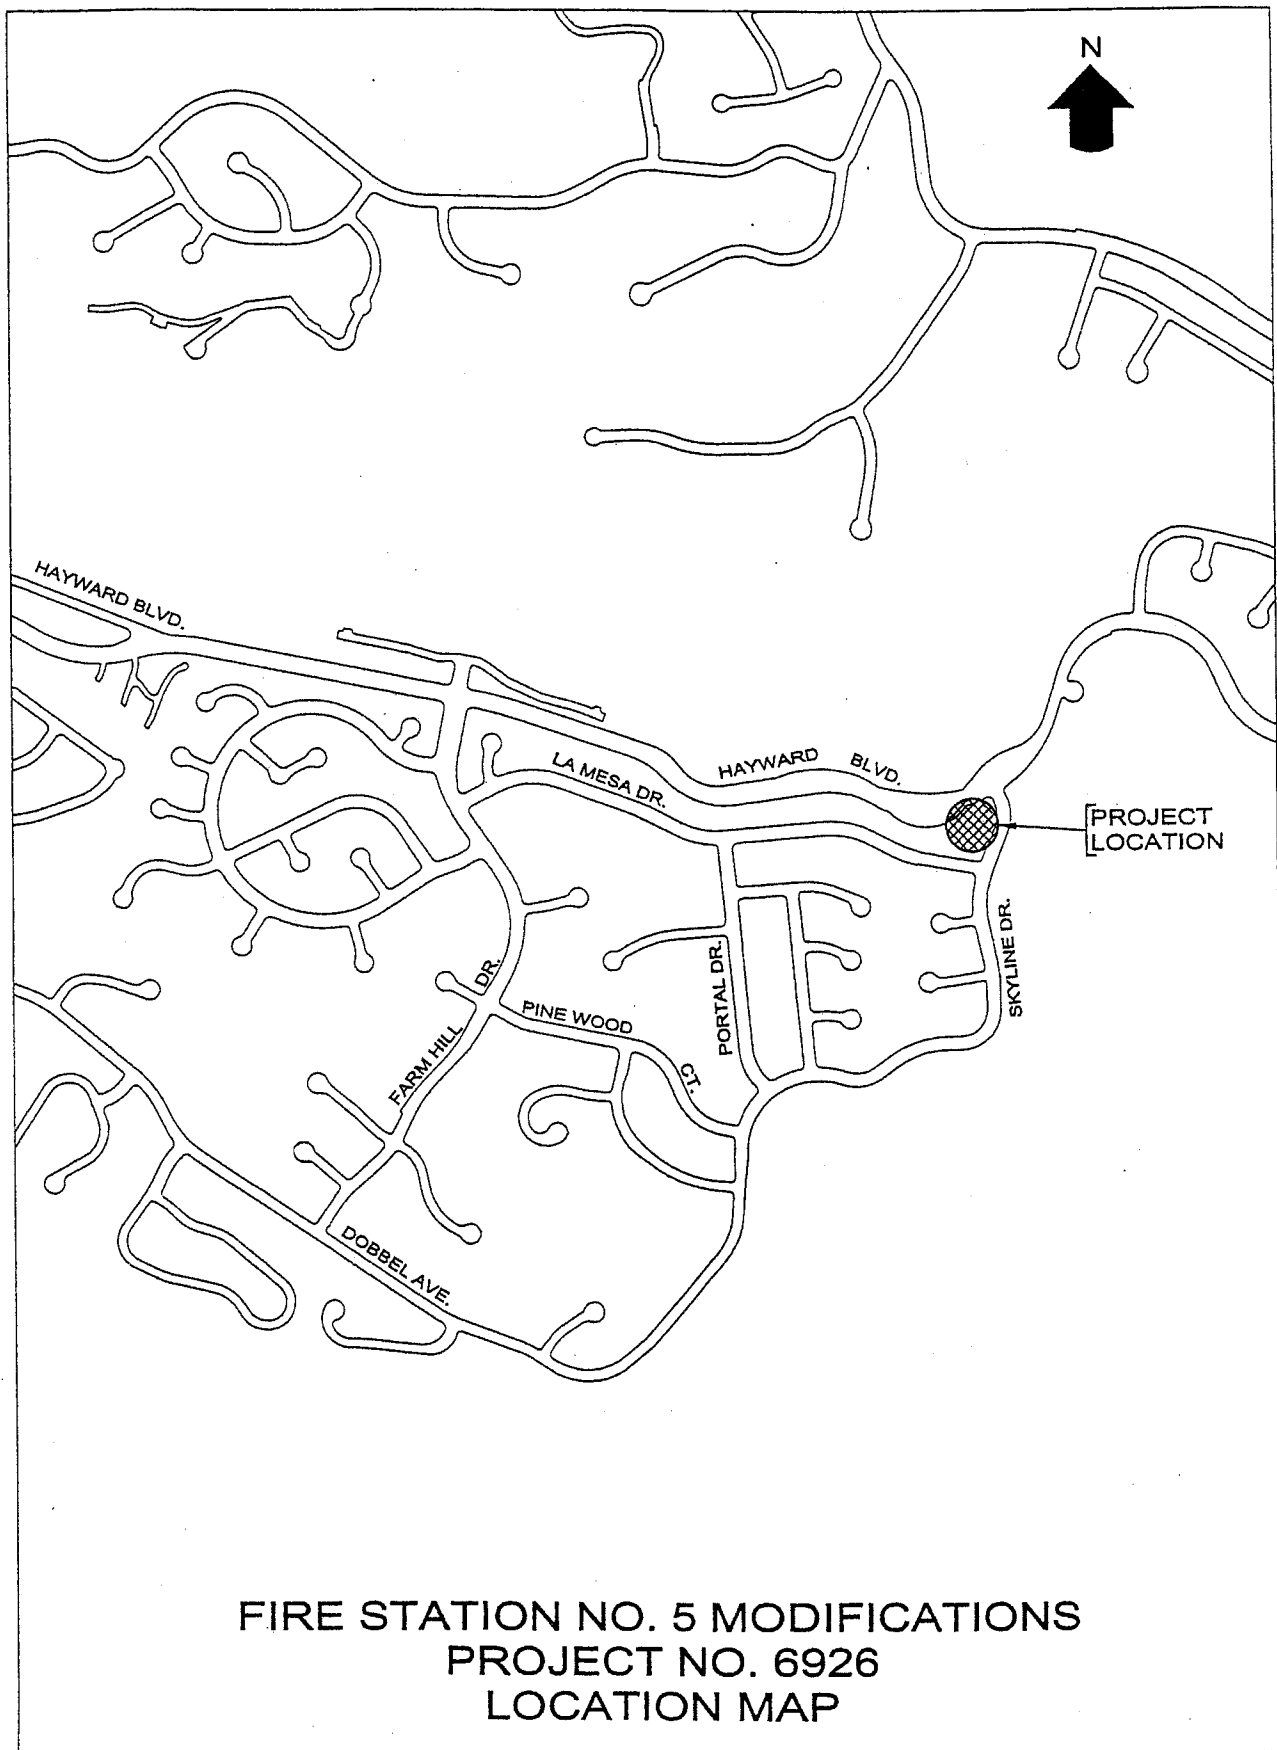 N
HAYWARD BLVD.
HAYWARD BLVD.
LA MESA DR.
PROJECT
LOCATION
SKYLINE DR.
PORTAL DR.
PINE WOOD CT.
FARM HILL DR.
DOBBEL AVE.
FIRE STATION NO. 5 MODIFICATIONS
PROJECT NO. 6926
LOCATION MAP